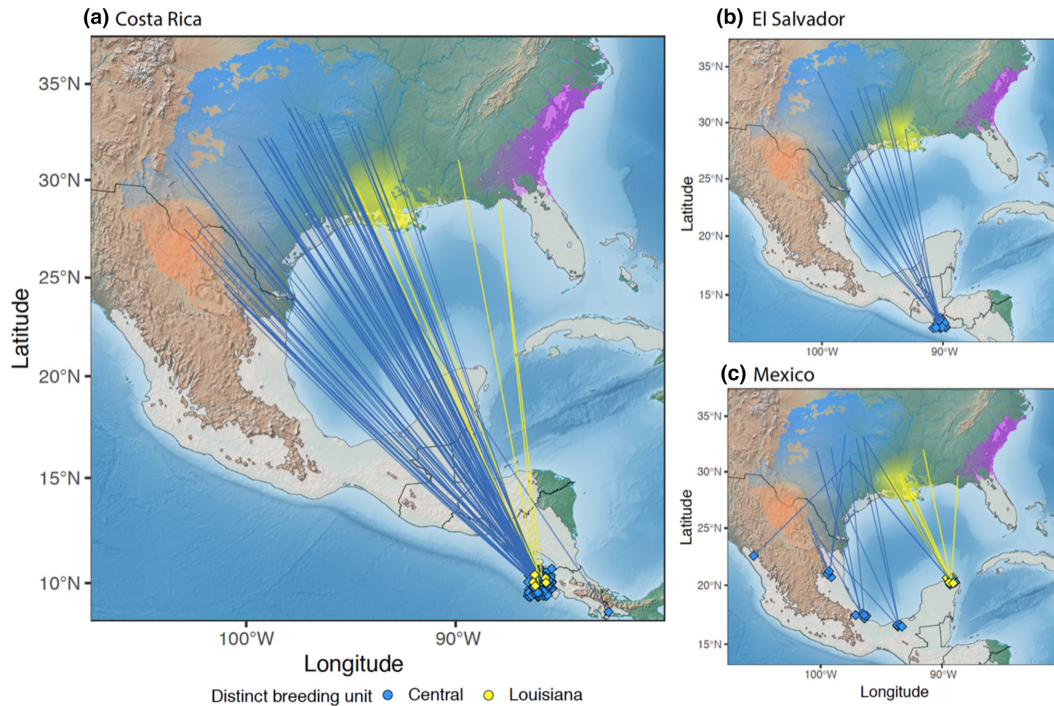 (a) Costa Rica
35°N
30°N
25°N
20°N
15°N
10°N
Latitude
100°W
90°W
Longitude
(b) El Salvador
35°N
30°N
25°N
20°N
15°N
Latitude
100°W
90°W
(c) Mexico
35°N
30°N
25°N
20°N
15°N
Latitude
100°W
90°W
Longitude
Distinct breeding unit Central Louisiana